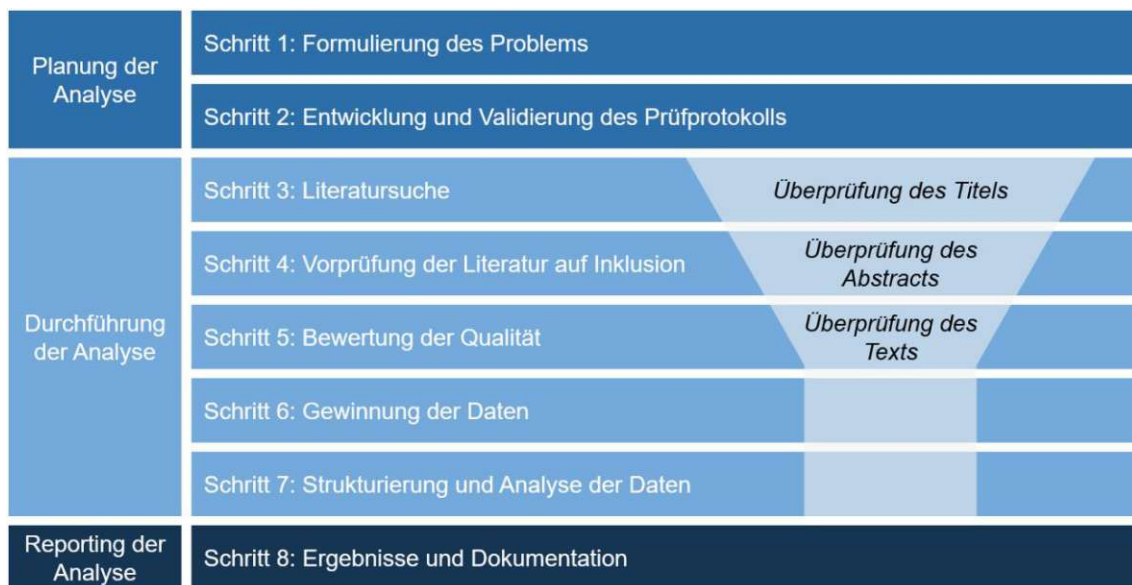 Planung der
Analyse
Schritt 1: Formulierung des Problems
Schritt 2: Entwicklung und Validierung des Prüfprotokolls
Durchführung
der Analyse
Schritt 3: Literatursuche
Überprüfung des Titels
Schritt 4: Vorprüfung der Literatur auf Inklusion
Überprüfung des
Abstracts
Schritt 5: Bewertung der Qualität
Überprüfung des
Texts
Schritt 6: Gewinnung der Daten
Schritt 7: Strukturierung und Analyse der Daten
Reporting der
Analyse
Schritt 8: Ergebnisse und Dokumentation